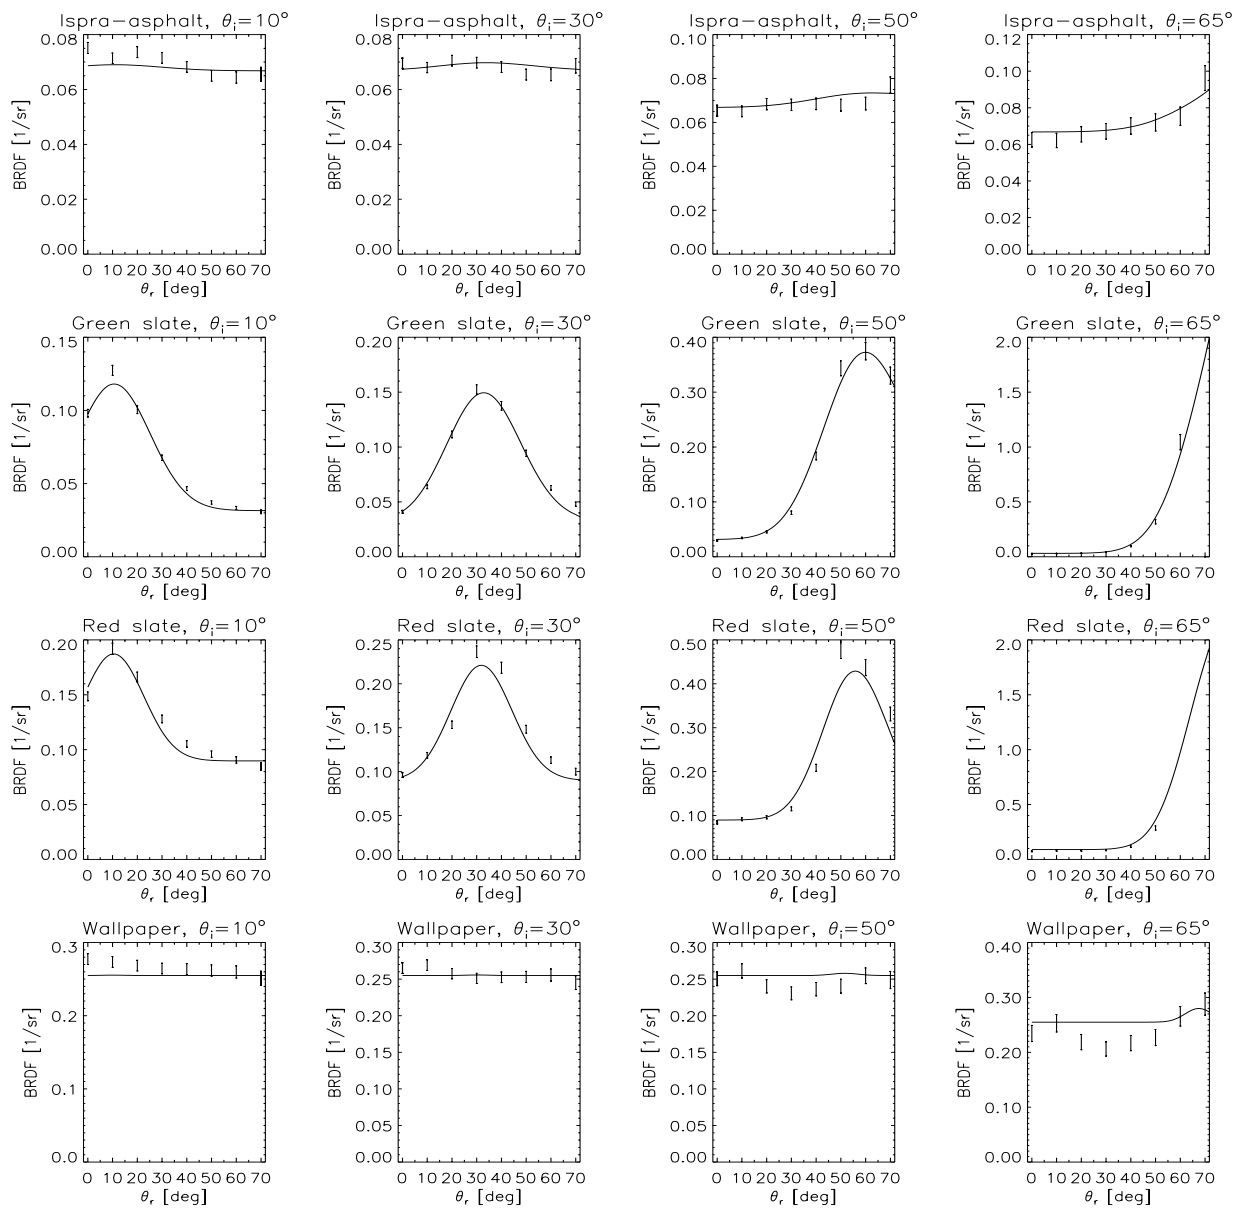 Ispra-asphalt, θi=10° Ispra-asphalt, θi=30° Ispra-asphalt, θi=50° Ispra-asphalt, θi=65°
0.08 0.08 0.10 0.12
0.06 0.06 0.08 0.10
0.04 0.04 0.06 0.08
0.02 0.02 0.04 0.06
0.00 0.00 0.02 0.04
0.00 0.02
0.00
BRDF [1/sr] BRDF [1/sr] BRDF [1/sr] BRDF [1/sr]
0 10 20 30 40 50 60 70 0 10 20 30 40 50 60 70 0 10 20 30 40 50 60 70 0 10 20 30 40 50 60 70
θr [deg] θr [deg] θr [deg] θr [deg]
Green slate, θi=10° Green slate, θi=30° Green slate, θi=50° Green slate, θi=65°
0.15 0.20 0.40 2.0
0.10 0.15 0.30 1.5
0.05 0.10 0.20 1.0
0.00 0.05 0.10 0.5
0.00 0.00 0.0
BRDF [1/sr] BRDF [1/sr] BRDF [1/sr] BRDF [1/sr]
0 10 20 30 40 50 60 70 0 10 20 30 40 50 60 70 0 10 20 30 40 50 60 70 0 10 20 30 40 50 60 70
θr [deg] θr [deg] θr [deg] θr [deg]
Red slate, θi=10° Red slate, θi=30° Red slate, θi=50° Red slate, θi=65°
0.20 0.25 0.50 2.0
0.15 0.20 0.40 1.5
0.10 0.15 0.30 1.0
0.05 0.10 0.20 0.5
0.00 0.05 0.10 0.0
0.00 0.00
BRDF [1/sr] BRDF [1/sr] BRDF [1/sr] BRDF [1/sr]
0 10 20 30 40 50 60 70 0 10 20 30 40 50 60 70 0 10 20 30 40 50 60 70 0 10 20 30 40 50 60 70
θr [deg] θr [deg] θr [deg] θr [deg]
Wallpaper, θi=10° Wallpaper, θi=30° Wallpaper, θi=50° Wallpaper, θi=65°
0.3 0.30 0.30 0.40
0.2 0.25 0.25 0.30
0.1 0.20 0.20 0.20
0.0 0.15 0.15 0.10
0.10 0.10 0.00
0.05 0.05
0.00 0.00
BRDF [1/sr] BRDF [1/sr] BRDF [1/sr] BRDF [1/sr]
0 10 20 30 40 50 60 70 0 10 20 30 40 50 60 70 0 10 20 30 40 50 60 70 0 10 20 30 40 50 60 70
θr [deg] θr [deg] θr [deg] θr [deg]